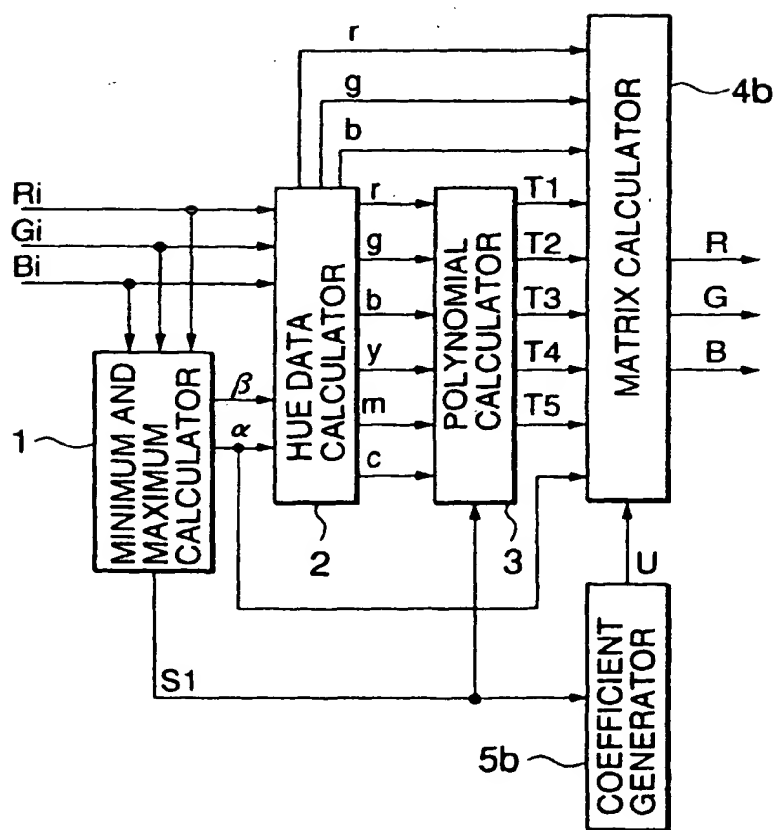 r
g
b
4b
MATRIX CALCULATOR
Ri
Gi
Bi
r
g
b
y
m
c
HUE DATA
CALCULATOR
2
POLYNOMIAL
CALCULATOR
3
T1
T2
T3
T4
T5
R
G
B
β
α
1
MINIMUM AND
MAXIMUM
CALCULATOR
S1
U
5b
COEFFICIENT
GENERATOR